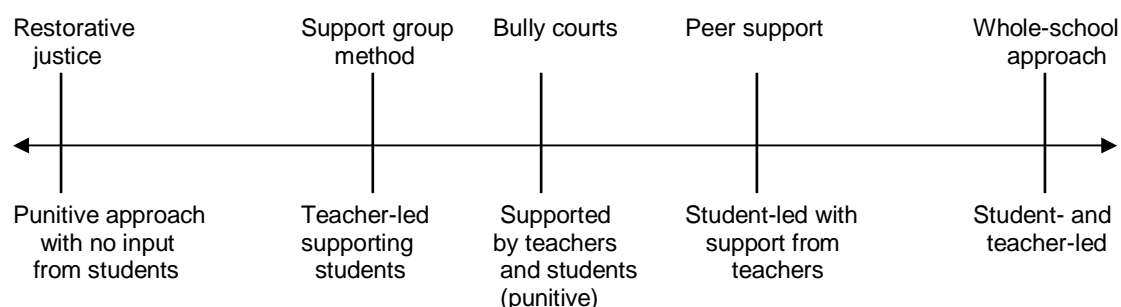 Restorative
justice
Support group
method
Bully courts
Peer support
Whole-school
approach
Punitive approach
with no input
from students
Teacher-led
supporting
students
Supported
by teachers
and students
(punitive)
Student-led with
support from
teachers
Student- and
teacher-led